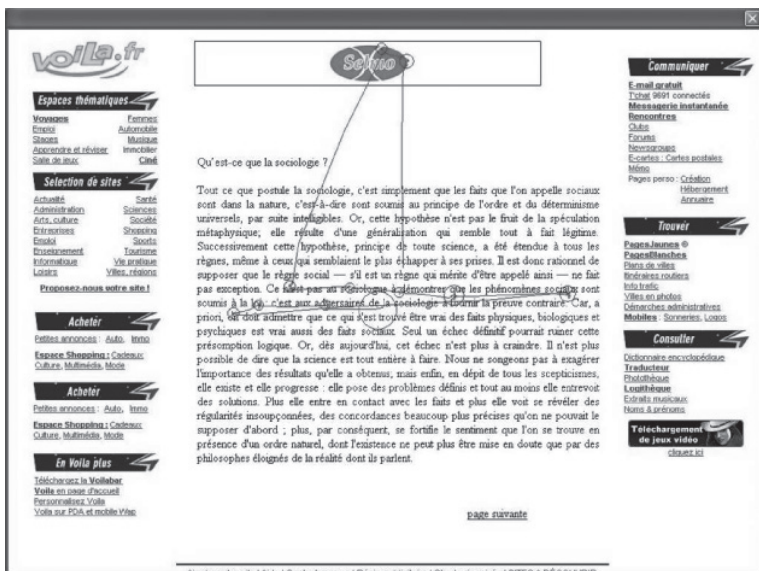 voila.fr
Espaces thématiques
Voyages Femmes
Emploi Automobile
Stages Musique
Apprendre et réviser Immobilier
Salle de jeux Ciné
Sélection de sites
Actualité Santé
Administration Sciences
Arts, culture Société
Entreprises Shopping
Emploi Sports
Enseignement Tourisme
Informatique Vie pratique
Loisirs Villes, régions
Proposez-nous votre site !
Acheter
Petites annonces : Auto, Immo
Espace Shopping : Cadeaux
Culture, Multimédia, Mode
Acheter
Petites annonces : Auto, Immo
Espace Shopping : Cadeaux
Culture, Multimédia, Mode
En Voila plus
Téléchargez la Voilabar
Voila en page d'accueil
Personnalisez Voila
Voila sur PDA et mobile Wap
Selmo
Qu'est-ce que la sociologie ?
Tout ce que postule la sociologie, c'est simplement que les faits que l'on appelle sociaux
sont dans la nature, c'est-à-dire sont soumis au principe de l'ordre et du déterminisme
universels, par suite intelligibles. Or, cette hypothèse n'est pas le fruit de la spéculation
métaphysique; elle résulte d'une généralisation qui semble tout à fait légitime.
Successivement cette hypothèse, principe de toute science, a été étendue à tous les
règnes, même à ceux qui semblaient le plus échapper à ses prises. Il est donc rationnel de
supposer que le règne social — s'il est un règne qui mérite d'être appelé ainsi — ne fait
pas exception. Ce n'est pas au sociologue à démontrer que les phénomènes sociaux sont
soumis à la loi : c'est aux adversaires de la sociologie à fournir la preuve contraire. Car, a
priori, on doit admettre que ce qui s'est trouvé être vrai des faits physiques, biologiques et
psychiques est vrai aussi des faits sociaux. Seul un échec définitif pourrait ruiner cette
présomption logique. Or, dès aujourd'hui, cet échec n'est plus à craindre. Il n'est plus
possible de dire que la science est tout entière à faire. Nous ne songeons pas à exagérer
l'importance des résultats qu'elle a obtenus; mais enfin, en dépit de tous les scepticismes,
elle existe et elle progresse : elle pose des problèmes définis et tout au moins elle entrevoit
des solutions. Plus elle entre en contact avec les faits et plus elle voit se révéler des
régularités insoupçonnées, des concordances beaucoup plus précises qu'on ne pouvait le
supposer d'abord ; plus, par conséquent, se fortifie le sentiment que l'on se trouve en
présence d'un ordre naturel, dont l'existence ne peut plus être mise en doute que par des
philosophes éloignés de la réalité dont ils parlent.
page suivante
Communiquer
E-mail gratuit
T'chat 9691 connectés
Messagerie instantanée
Rencontres
Clubs
Forums
Newsgroups
E-cartes : Cartes postales
Mémo
Pages perso : Création
Hébergement
Annuaire
Trouver
PagesJaunes ®
PagesBlanches
Plans de villes
Itinéraires routiers
Info trafic
Villes en photos
Démarches administratives
Mobiles : Sonneries, Logos
Consulter
Dictionnaire encyclopédique
Traducteur
Photothèque
Logithèque
Extraits musicaux
Noms & prénoms
Téléchargement
de jeux vidéo
cliquez ici